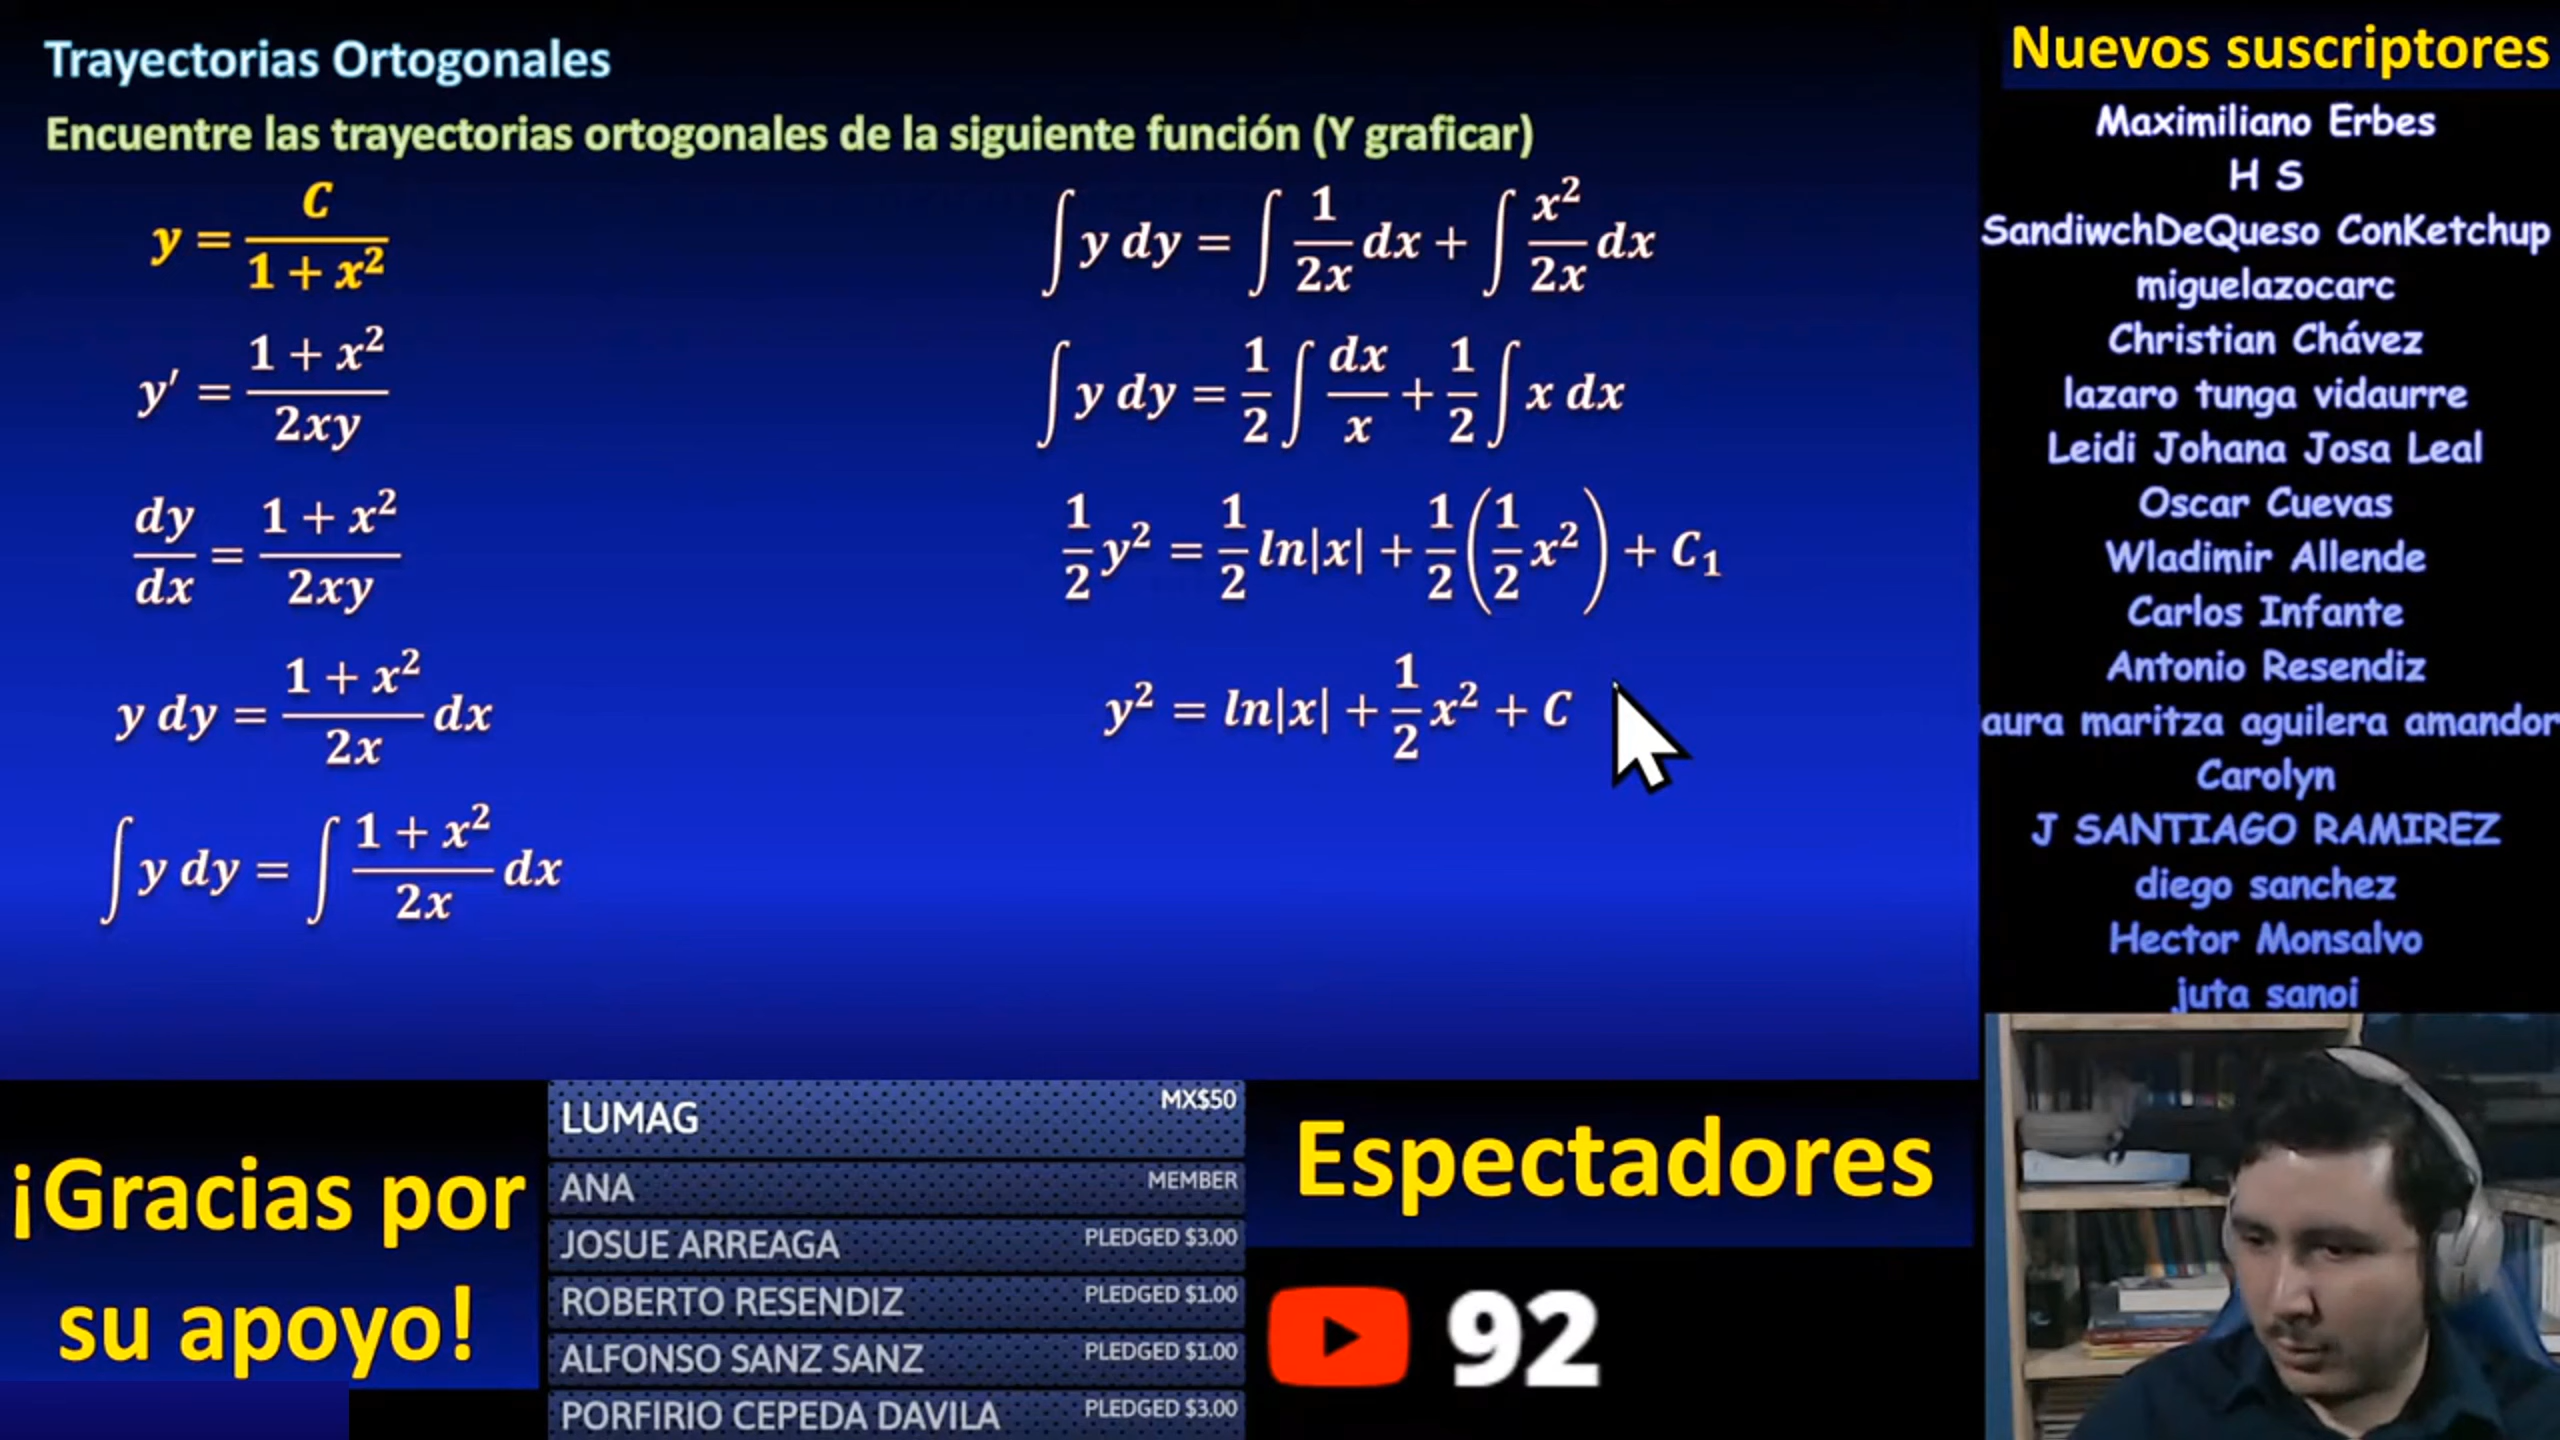 Trayectorias Ortogonales
Encuentre las trayectorias ortogonales de la siguiente función (Y graficar)
y = C / (1 + x²)
y′ = (1 + x²) / (2xy)
dy/dx = (1 + x²) / (2xy)
y dy = (1 + x²) / (2x) dx
∫ y dy = ∫ (1 + x²) / (2x) dx
∫ y dy = ∫ 1/(2x) dx + ∫ x²/(2x) dx
∫ y dy = 1/2 ∫ dx/x + 1/2 ∫ x dx
1/2 y² = 1/2 ln|x| + 1/2 (1/2 x²) + C₁
y² = ln|x| + 1/2 x² + C
Nuevos suscriptores
Maximiliano Erbes
H S
SandiwchDeQueso ConKetchup
miguelazocarc
Christian Chávez
lazaro tunga vidaurre
Leidi Johana Josa Leal
Oscar Cuevas
Wladimir Allende
Carlos Infante
Antonio Resendiz
aura maritza aguilera amandor
Carolyn
J SANTIAGO RAMIREZ
diego sanchez
Hector Monsalvo
juta sanoi
¡Gracias por
su apoyo!
LUMAG MX$50
ANA MEMBER
JOSUE ARREAGA PLEDGED $3.00
ROBERTO RESENDIZ PLEDGED $1.00
ALFONSO SANZ SANZ PLEDGED $1.00
PORFIRIO CEPEDA DAVILA PLEDGED $3.00
Espectadores
92